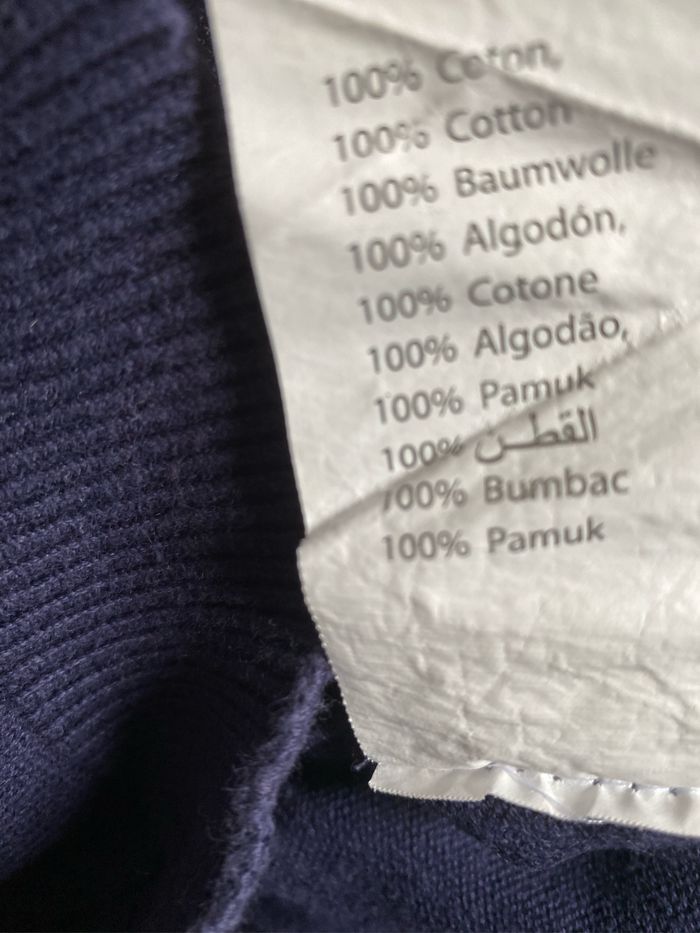 100% Coton,
100% Cotton
100% Baumwolle
100% Algodón,
100% Cotone
100% Algodão,
100% Pamuk
100% القطن
100% Bumbac
100% Pamuk